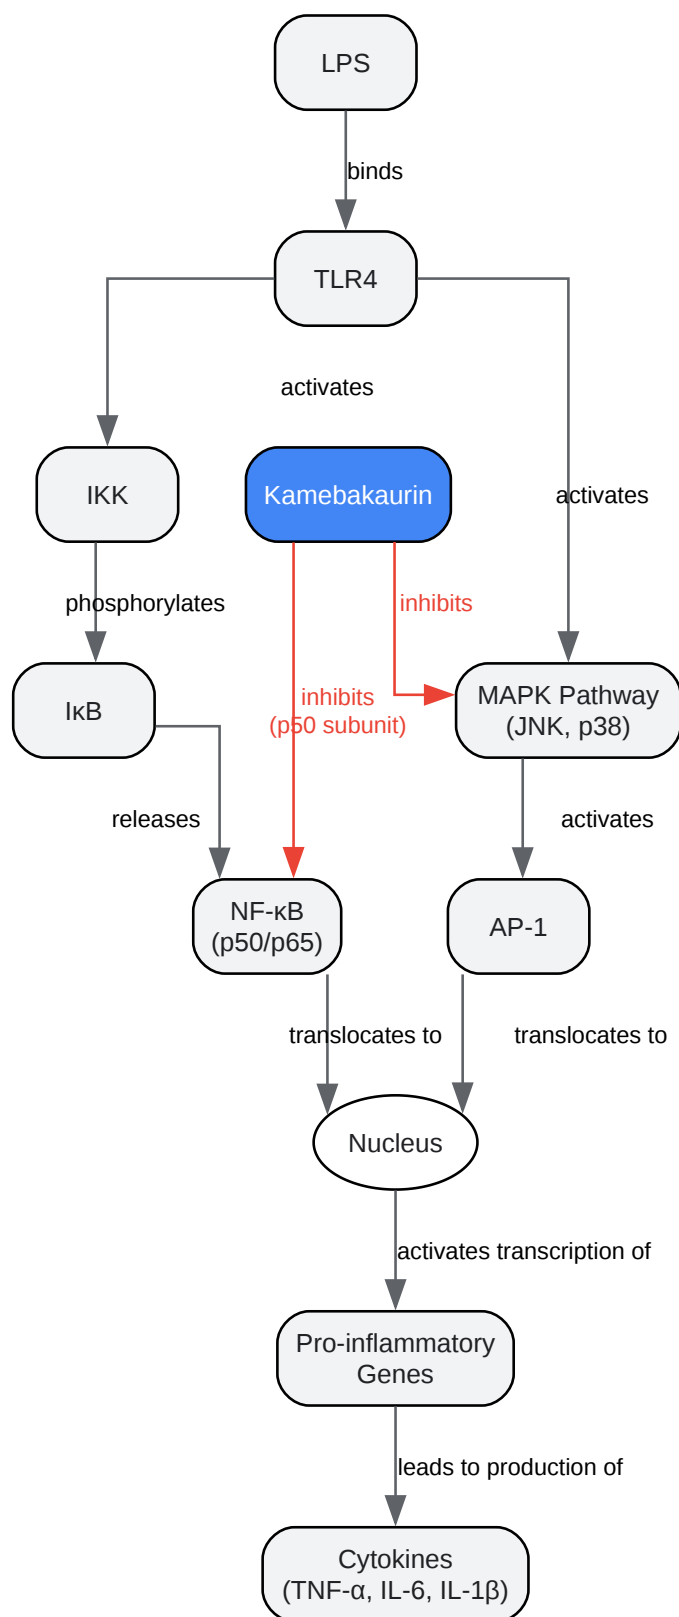 LPS
binds
TLR4
activates
IKK
Kamebakaurin
activates
phosphorylates
inhibits
IκB
inhibits
(p50 subunit)
MAPK Pathway
(JNK, p38)
releases
activates
NF-κB
(p50/p65)
AP-1
translocates to
translocates to
Nucleus
activates transcription of
Pro-inflammatory
Genes
leads to production of
Cytokines
(TNF-α, IL-6, IL-1β)